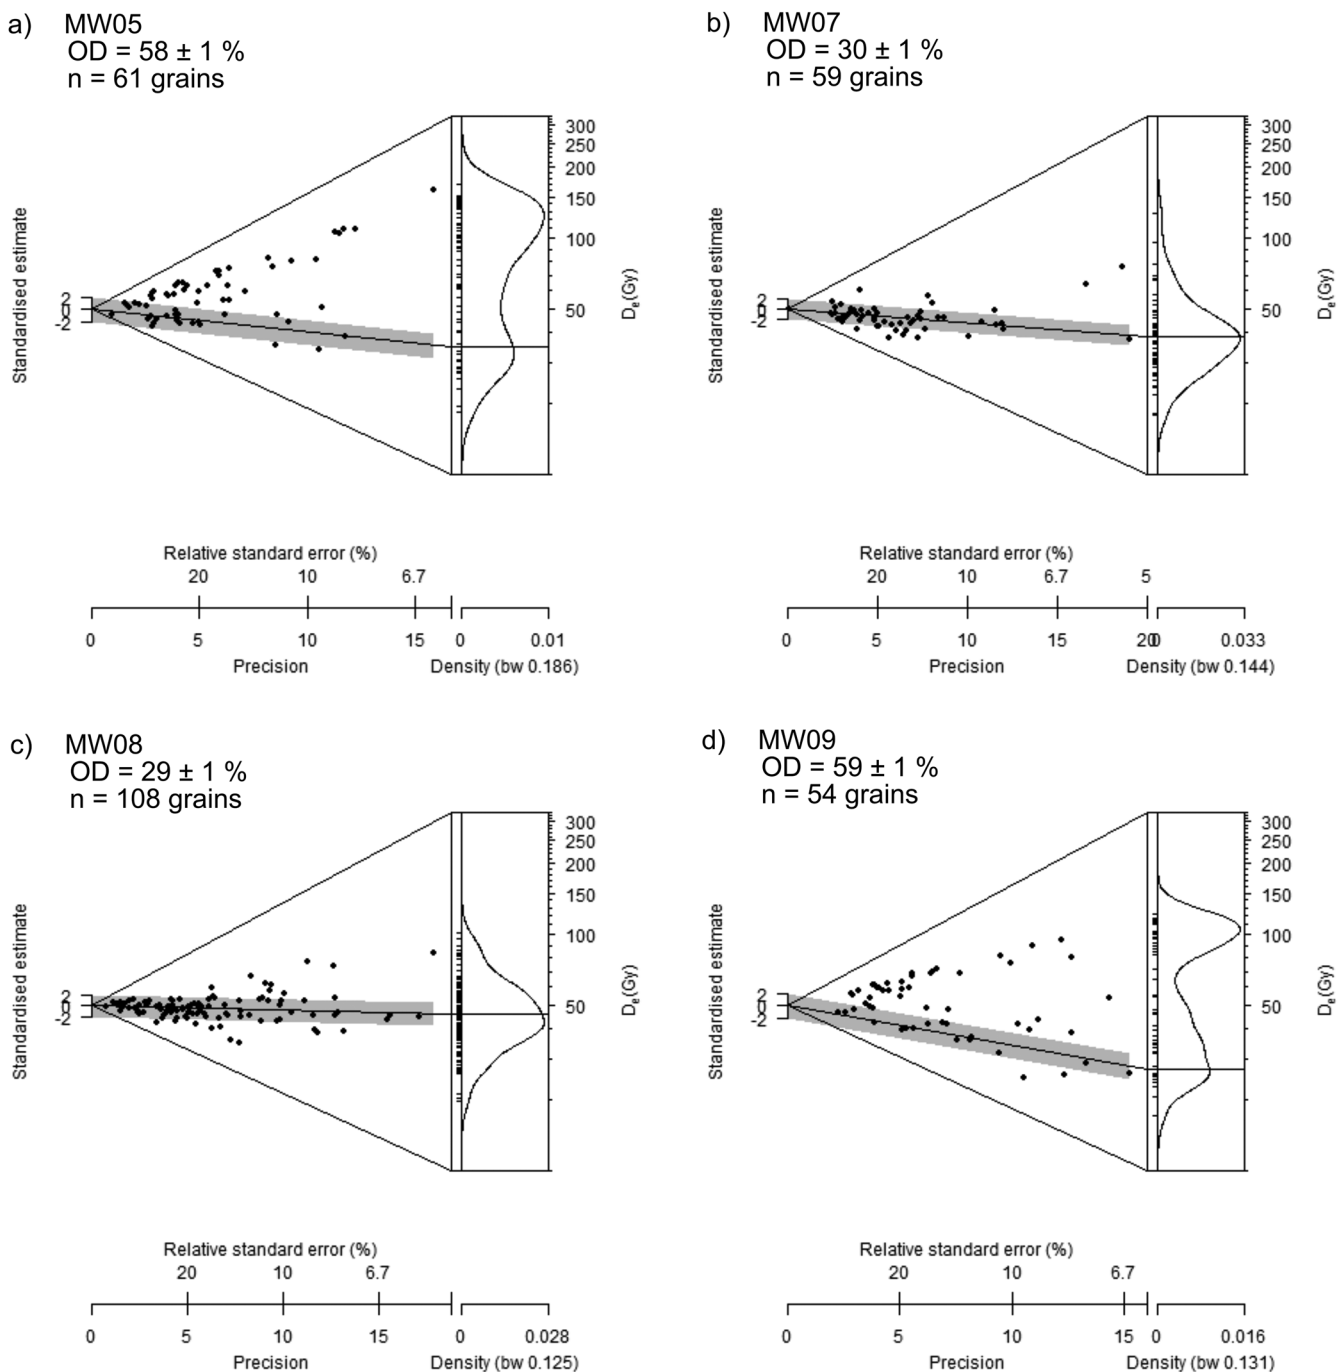 a) MW05
OD = 58 ± 1 %
n = 61 grains
Standardised estimate
2
0
-2
300
250
200
150
100
50
De(Gy)
Relative standard error (%)
20 10 6.7
0 5 10 15 0 0.01
Precision Density (bw 0.186)
b) MW07
OD = 30 ± 1 %
n = 59 grains
Standardised estimate
2
0
-2
300
250
200
150
100
50
De(Gy)
Relative standard error (%)
20 10 6.7 5
0 5 10 15 20 0 0.033
Precision Density (bw 0.144)
c) MW08
OD = 29 ± 1 %
n = 108 grains
Standardised estimate
2
0
-2
300
250
200
150
100
50
De(Gy)
Relative standard error (%)
20 10 6.7
0 5 10 15 0 0.028
Precision Density (bw 0.125)
d) MW09
OD = 59 ± 1 %
n = 54 grains
Standardised estimate
2
0
-2
300
250
200
150
100
50
De(Gy)
Relative standard error (%)
20 10 6.7
0 5 10 15 0 0.016
Precision Density (bw 0.131)